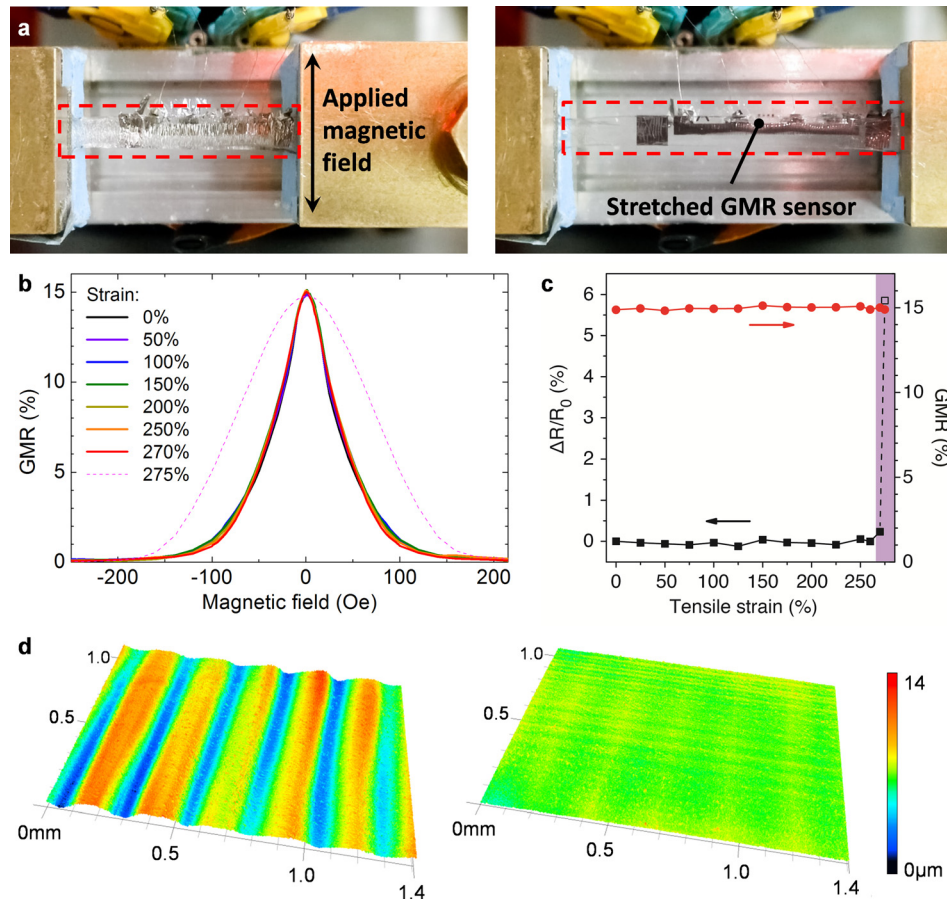 a
Applied
magnetic
field
Stretched GMR sensor
b
15
10
5
0
GMR (%)
Strain:
0%
50%
100%
150%
200%
250%
270%
275%
-200
-100
0
100
200
Magnetic field (Oe)
c
6
5
4
3
2
1
0
ΔR/R0 (%)
15
10
5
0
GMR (%)
0
50
100
150
200
250
Tensile strain (%)
d
1.0
0.5
0mm
0.5
1.0
1.4
1.0
0.5
0mm
0.5
1.0
1.4
14
0μm